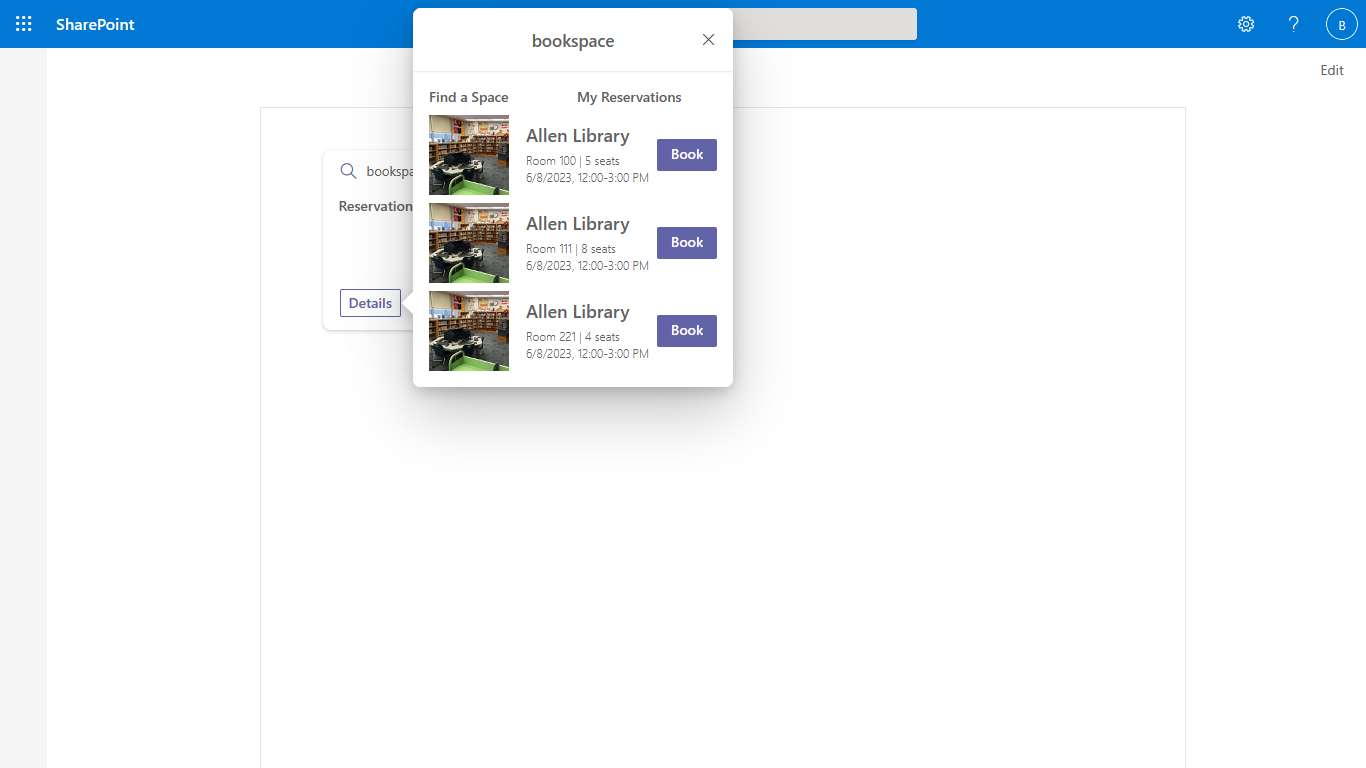 SharePoint
B
Edit
bookspace
Find a Space
My Reservations
Allen Library
Room 100 | 5 seats
6/8/2023, 12:00-3:00 PM
Book
Allen Library
Room 111 | 8 seats
6/8/2023, 12:00-3:00 PM
Book
Allen Library
Room 221 | 4 seats
6/8/2023, 12:00-3:00 PM
Book
bookspa
Reservation
Details